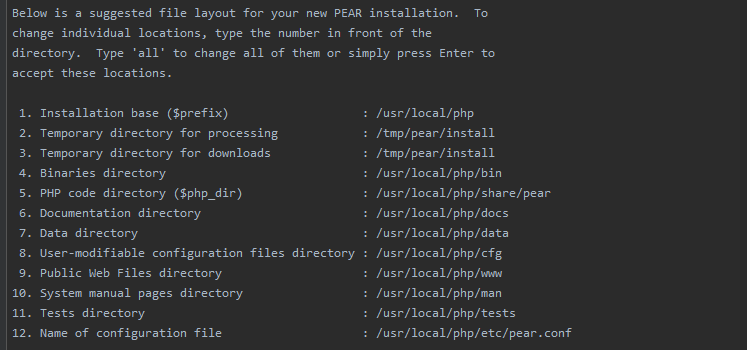 Below is a suggested file layout for your new PEAR installation.  To
change individual locations, type the number in front of the
directory.  Type 'all' to change all of them or simply press Enter to
accept these locations.

 1. Installation base ($prefix)                   : /usr/local/php
 2. Temporary directory for processing            : /tmp/pear/install
 3. Temporary directory for downloads             : /tmp/pear/install
 4. Binaries directory                            : /usr/local/php/bin
 5. PHP code directory ($php_dir)                 : /usr/local/php/share/pear
 6. Documentation directory                       : /usr/local/php/docs
 7. Data directory                                : /usr/local/php/data
 8. User-modifiable configuration files directory : /usr/local/php/cfg
 9. Public Web Files directory                    : /usr/local/php/www
10. System manual pages directory                 : /usr/local/php/man
11. Tests directory                               : /usr/local/php/tests
12. Name of configuration file                    : /usr/local/php/etc/pear.conf